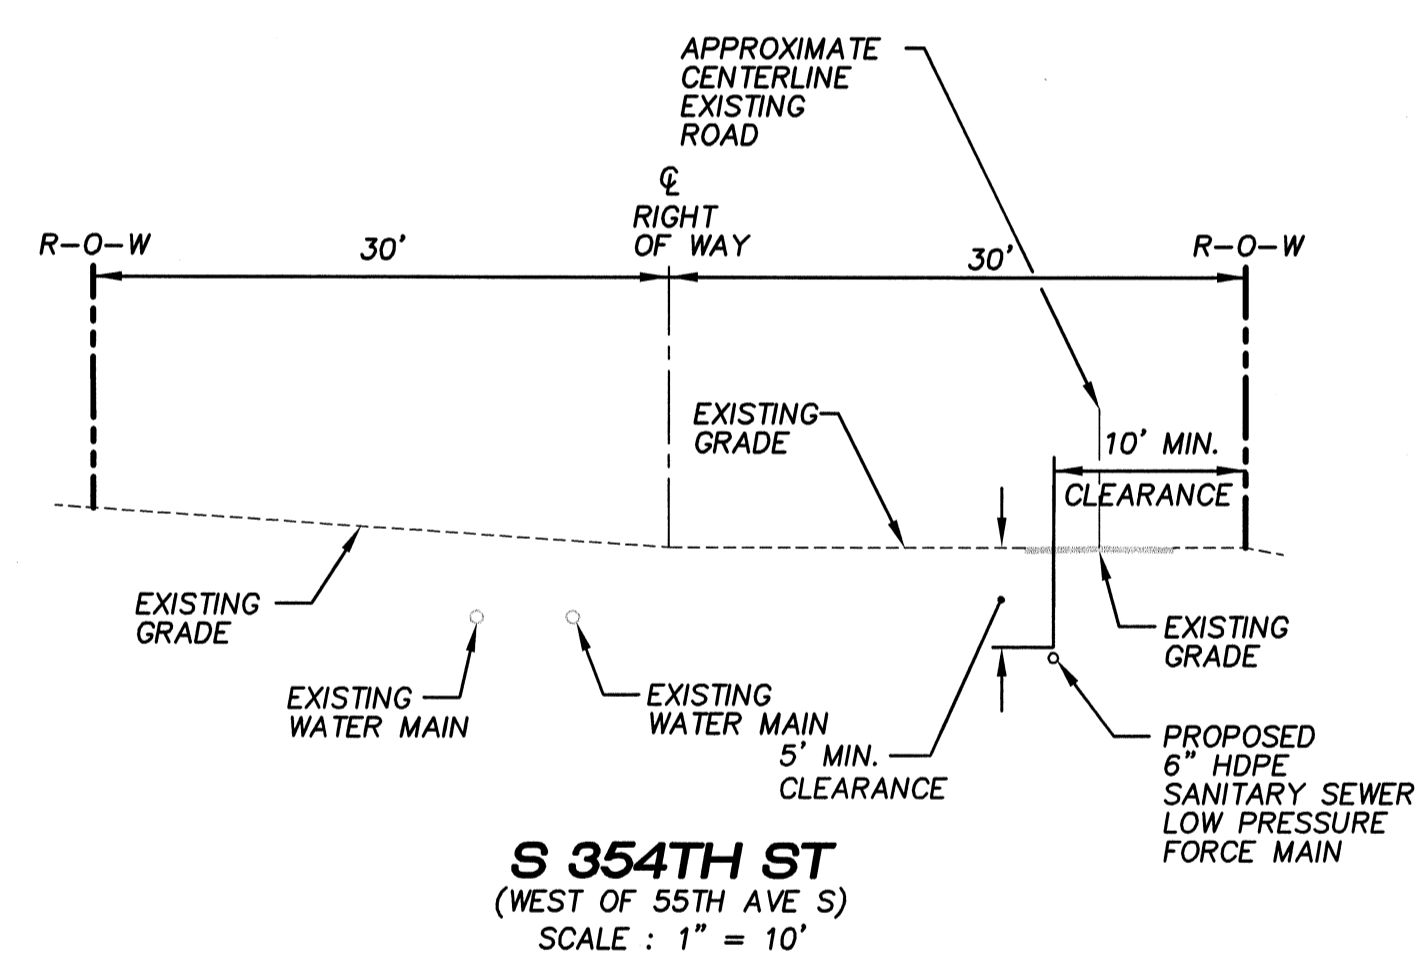 APPROXIMATE
CENTERLINE
EXISTING
ROAD
℄
RIGHT
OF WAY
R-O-W
30'
30'
R-O-W
EXISTING
GRADE
10' MIN.
CLEARANCE
EXISTING
GRADE
EXISTING
GRADE
EXISTING
WATER MAIN
EXISTING
WATER MAIN
5' MIN.
CLEARANCE
PROPOSED
6" HDPE
SANITARY SEWER
LOW PRESSURE
FORCE MAIN
S 354TH ST
(WEST OF 55TH AVE S)
SCALE : 1" = 10'